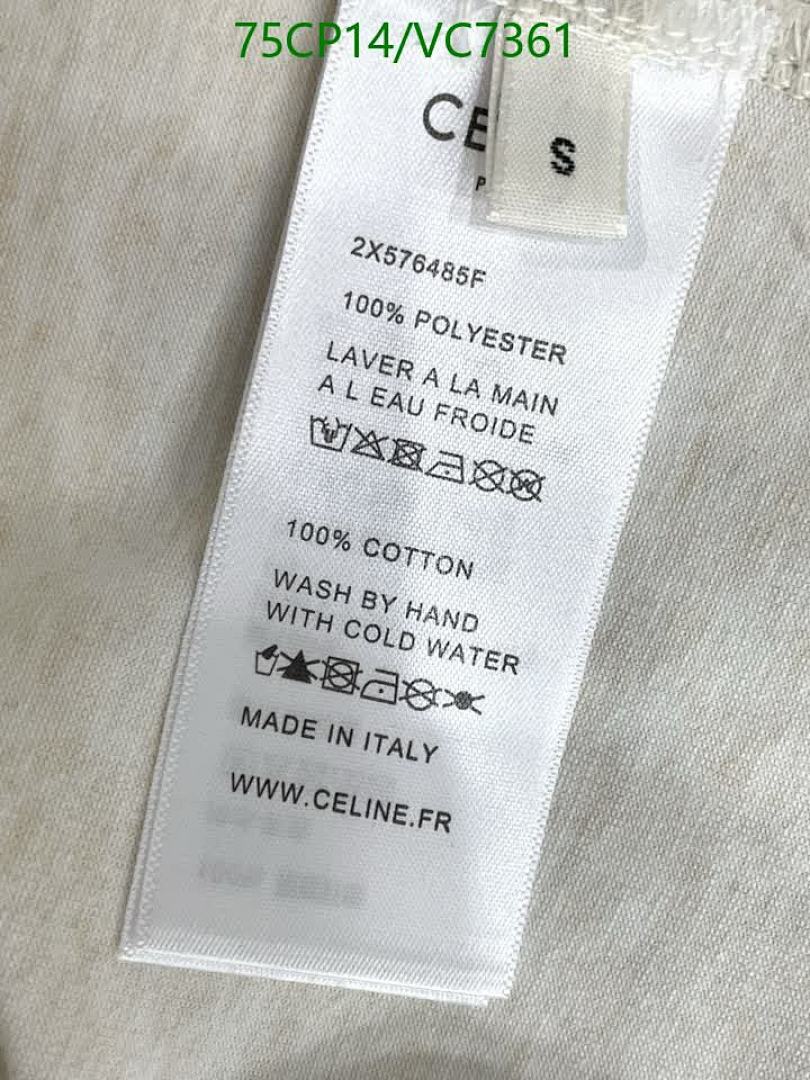 75CP14/VC7361
CE
S
P
2X576485F
100% POLYESTER
LAVER A LA MAIN
A L EAU FROIDE
100% COTTON
WASH BY HAND
WITH COLD WATER
MADE IN ITALY
WWW.CELINE.FR